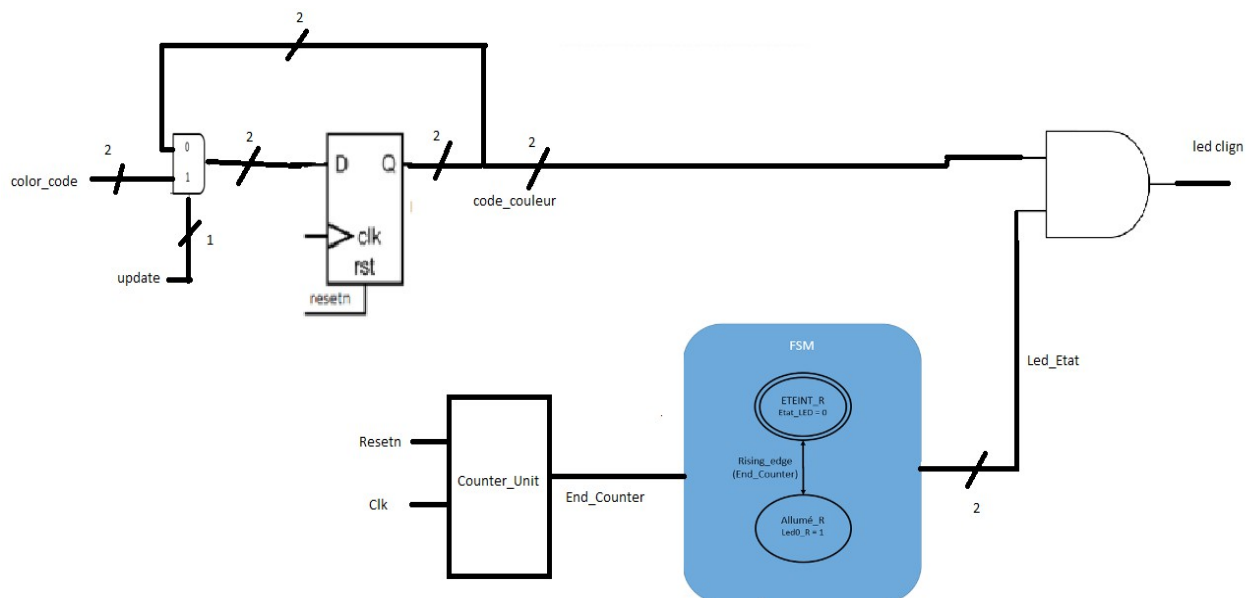 2
2
0
2
2
2
1
color_code
D
Q
code_couleur
led clign
1
update
clk
rst
resetn
FSM
ETEINT_R
Etat_LED = 0
Led_Etat
Resetn
Rising_edge
(End_Counter)
Counter_Unit
End_Counter
Clk
2
Allumé_R
Led0_R = 1